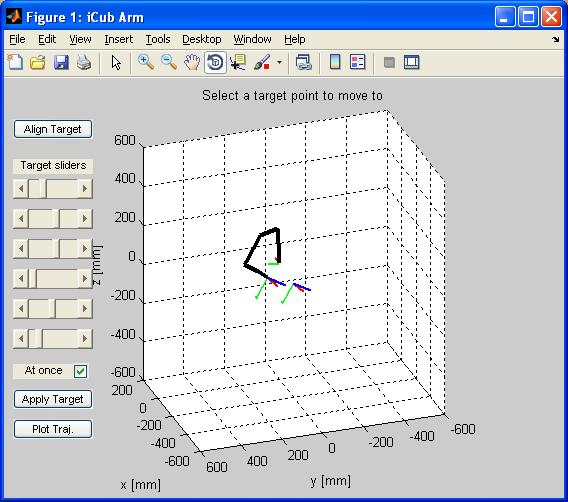 Figure 1: iCub Arm
File Edit View Insert Tools Desktop Window Help
Select a target point to move to
Align Target
Target sliders
At once
Apply Target
Plot Traj.
z [mm]
600
400
200
0
-200
-400
-600
200
0
-200
-400
-600
x [mm]
600
400
200
0
-200
-400
-600
y [mm]